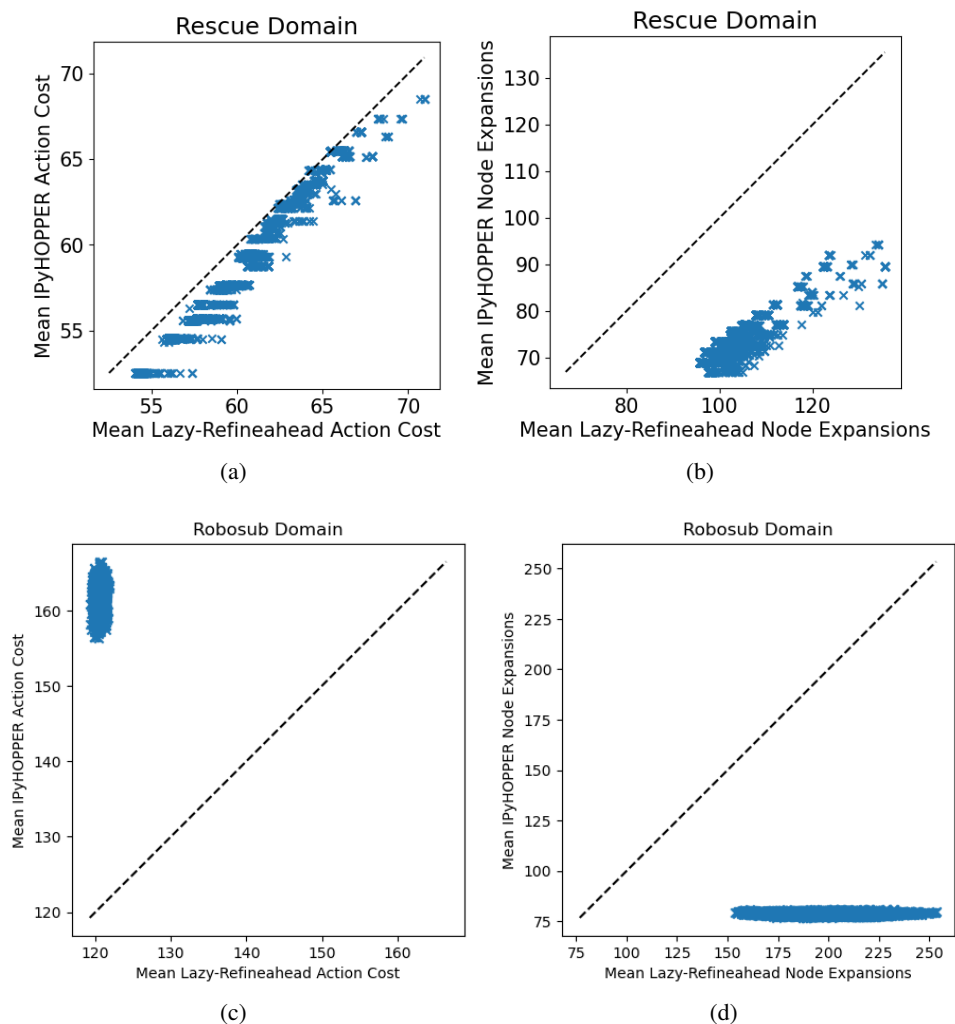 Rescue Domain
Mean IPyHOPPER Action Cost
70
65
60
55
55
60
65
70
Mean Lazy-Refineahead Action Cost
(a)
Rescue Domain
Mean IPyHOPPER Node Expansions
130
120
110
100
90
80
70
80
100
120
Mean Lazy-Refineahead Node Expansions
(b)
Robosub Domain
Mean IPyHOPPER Action Cost
160
150
140
130
120
120
130
140
150
160
Mean Lazy-Refineahead Action Cost
(c)
Robosub Domain
Mean IPyHOPPER Node Expansions
250
225
200
175
150
125
100
75
75
100
125
150
175
200
225
250
Mean Lazy-Refineahead Node Expansions
(d)